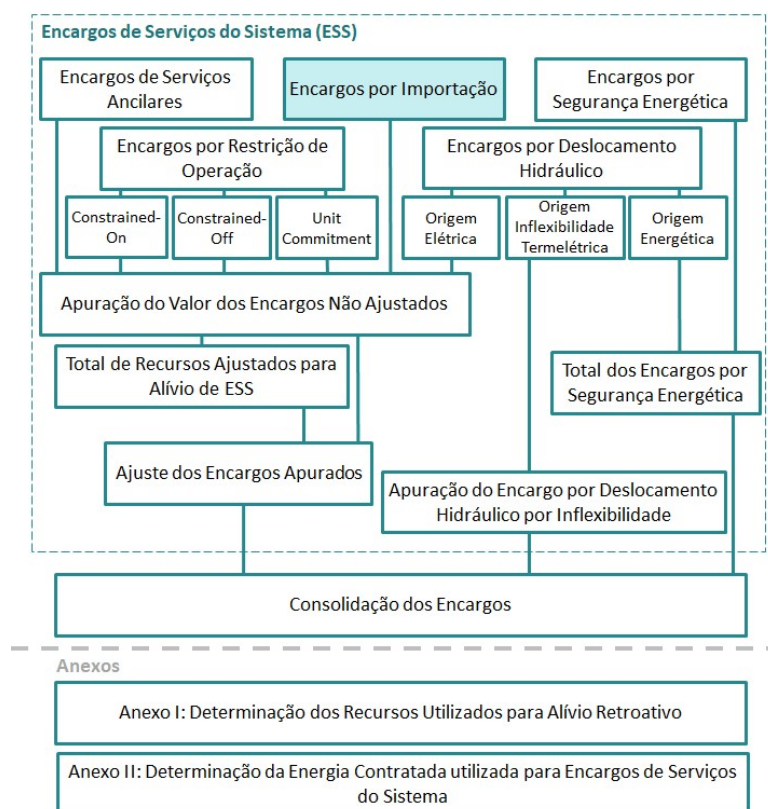 Encargos de Serviços do Sistema (ESS)
Encargos de Serviços
Ancilares
Encargos por Importação
Encargos por
Segurança Energética
Encargos por Restrição de
Operação
Encargos por Deslocamento
Hidráulico
Constrained-
On
Constrained-
Off
Unit
Commitment
Origem
Elétrica
Origem
Inflexibilidade
Termelétrica
Origem
Energética
Apuração do Valor dos Encargos Não Ajustados
Total de Recursos Ajustados para
Alívio de ESS
Total dos Encargos por
Segurança Energética
Ajuste dos Encargos Apurados
Apuração do Encargo por Deslocamento
Hidráulico por Inflexibilidade
Consolidação dos Encargos
Anexos
Anexo I: Determinação dos Recursos Utilizados para Alívio Retroativo
Anexo II: Determinação da Energia Contratada utilizada para Encargos de Serviços
do Sistema